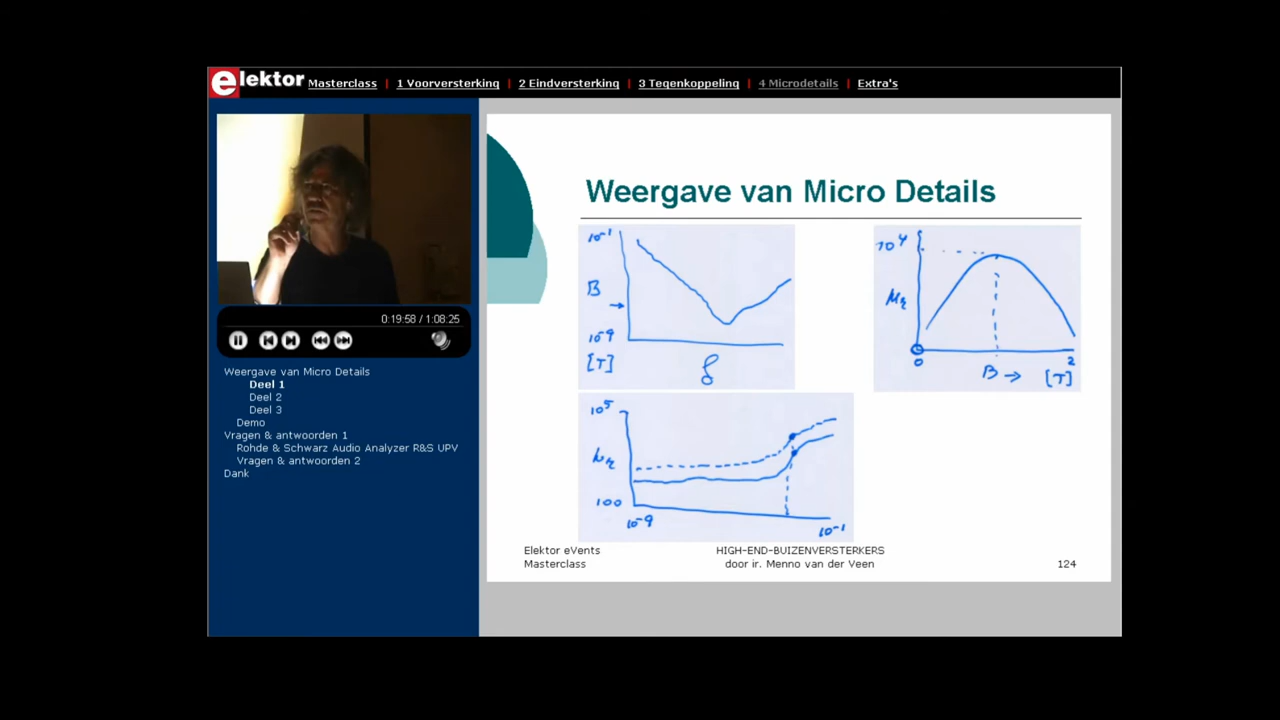 elektor Masterclass | 1 Voorversterking | 2 Eindversterking | 3 Tegenkoppeling | 4 Microdetails | Extra's
0:19:58 / 1:08:25
Weergave van Micro Details
Deel 1
Deel 2
Deel 3
Demo
Vragen & antwoorden 1
Rohde & Schwarz Audio Analyzer R&S UPV
Vragen & antwoorden 2
Dank
Weergave van Micro Details
10⁻¹
B →
10⁻⁹
[T]
f
10⁴
μr
0
2
B → [T]
10⁵
μr
100
10⁻⁹
10⁻¹
Elektor eVents
Masterclass
HIGH-END-BUIZENVERSTERKERS
door ir. Menno van der Veen
124